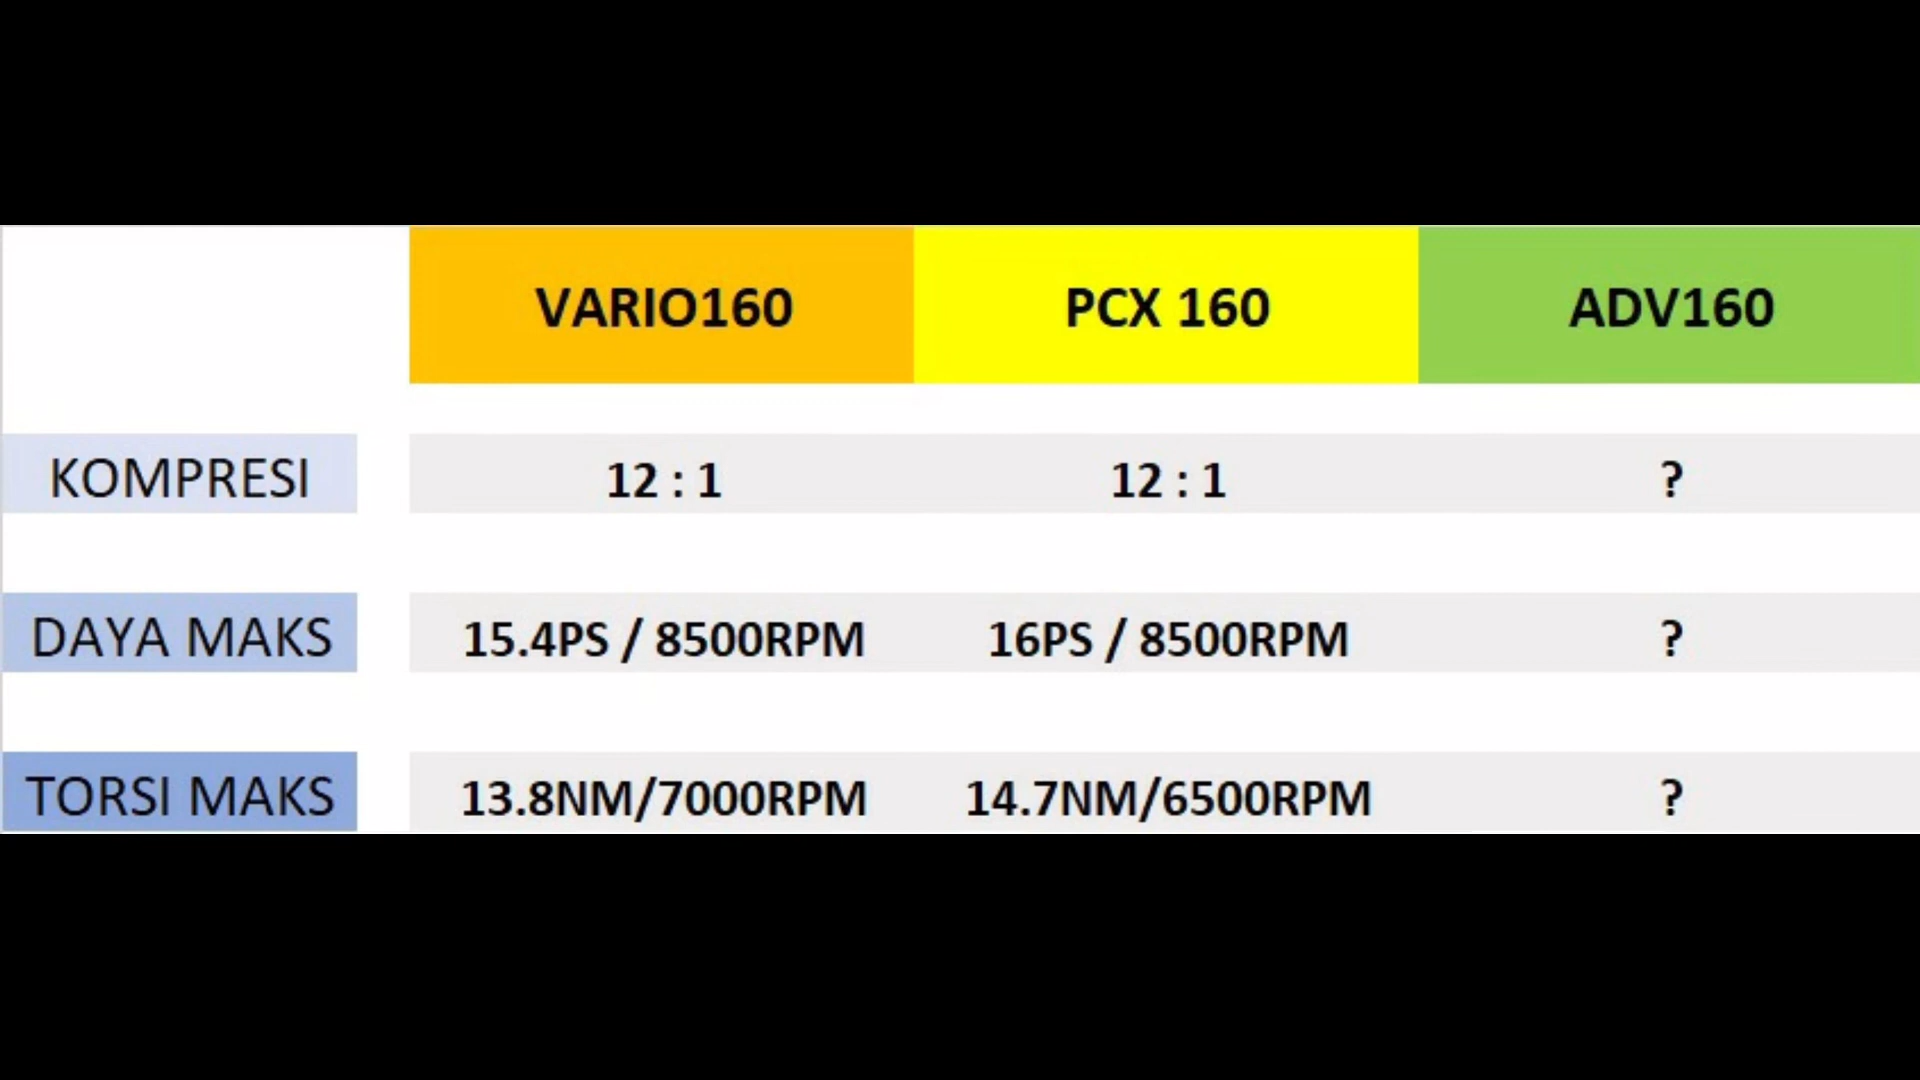 VARIO160 PCX 160 ADV160
KOMPRESI 12 : 1 12 : 1 ?
DAYA MAKS 15.4PS / 8500RPM 16PS / 8500RPM ?
TORSI MAKS 13.8NM/7000RPM 14.7NM/6500RPM ?